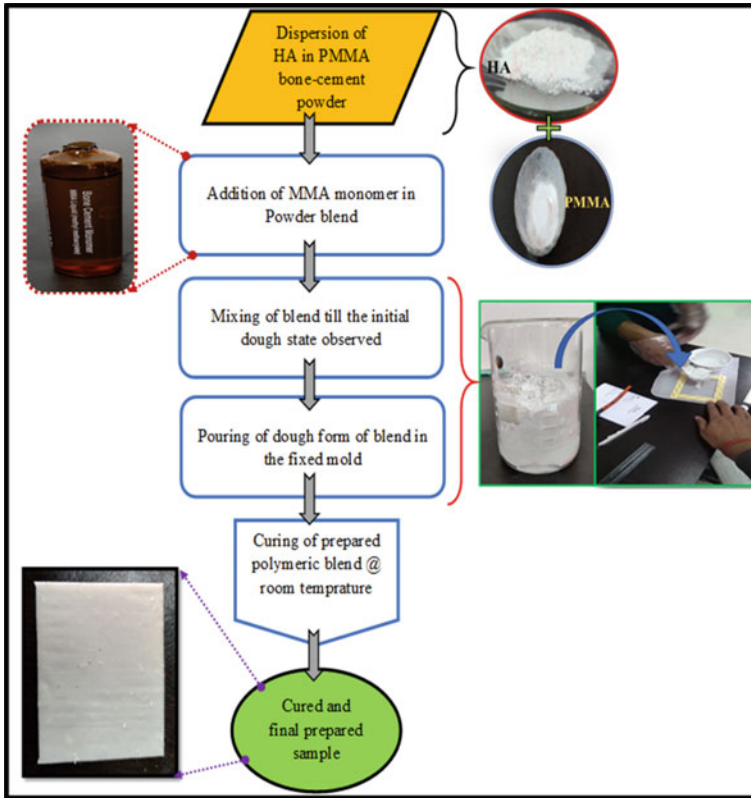 Dispersion of
HA in PMMA
bone-cement
powder
HA
PMMA
Addition of MMA monomer in
Powder blend
Bone Cement Monomer
Mixing of blend till the initial
dough state observed
Pouring of dough form of blend in
the fixed mold
Curing of prepared
polymeric blend @
room temprature
Cured and
final prepared
sample